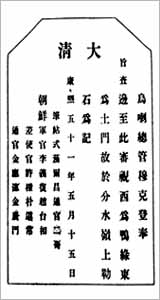 大清
烏喇總管穆克登奉
旨查邊至此審視西為鴨綠東
為土門故於分水嶺上勒
石為記
康熙五十一年五月十五日
筆帖式蘇爾昌通官二哥
朝鮮軍官李義復趙台相
差使官許樑朴道常
通官金應瀗金慶門